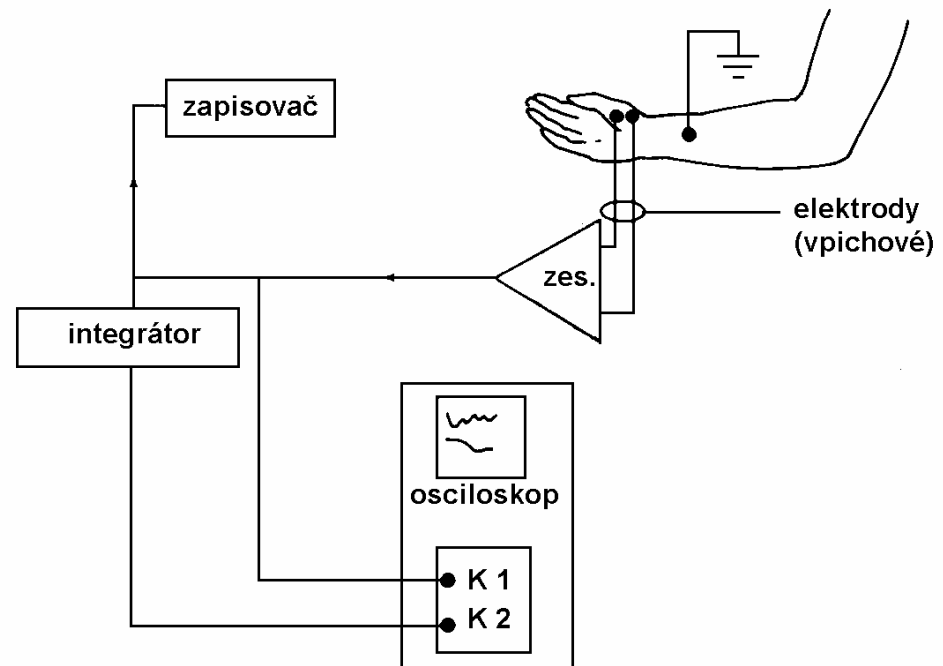 zapisovač
elektrody
(vpichové)
zes.
integrátor
osciloskop
K 1
K 2